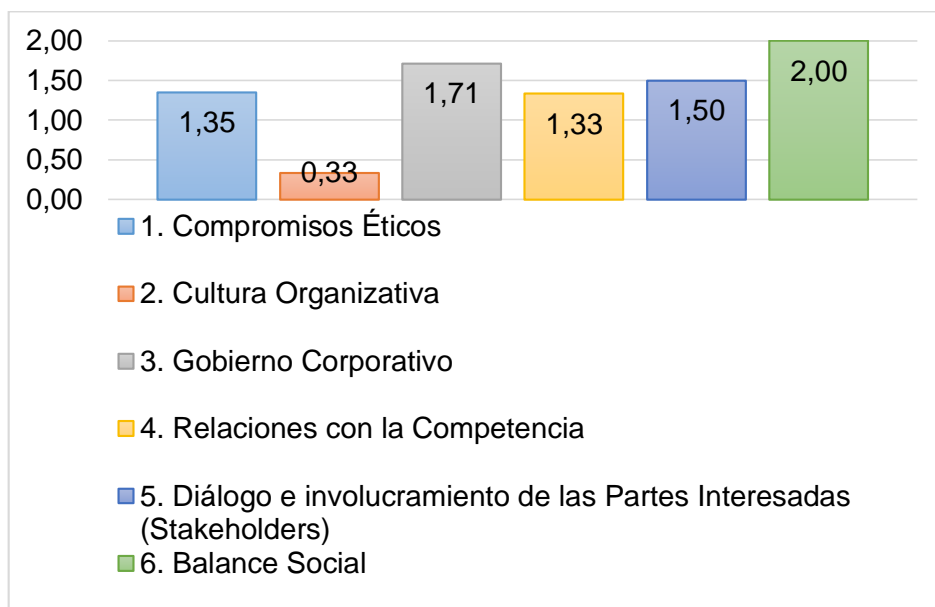 2,00
1,50
1,00
0,50
0,00
1,35
0,33
1,71
1,33
1,50
2,00
1. Compromisos Éticos
2. Cultura Organizativa
3. Gobierno Corporativo
4. Relaciones con la Competencia
5. Diálogo e involucramiento de las Partes Interesadas
(Stakeholders)
6. Balance Social